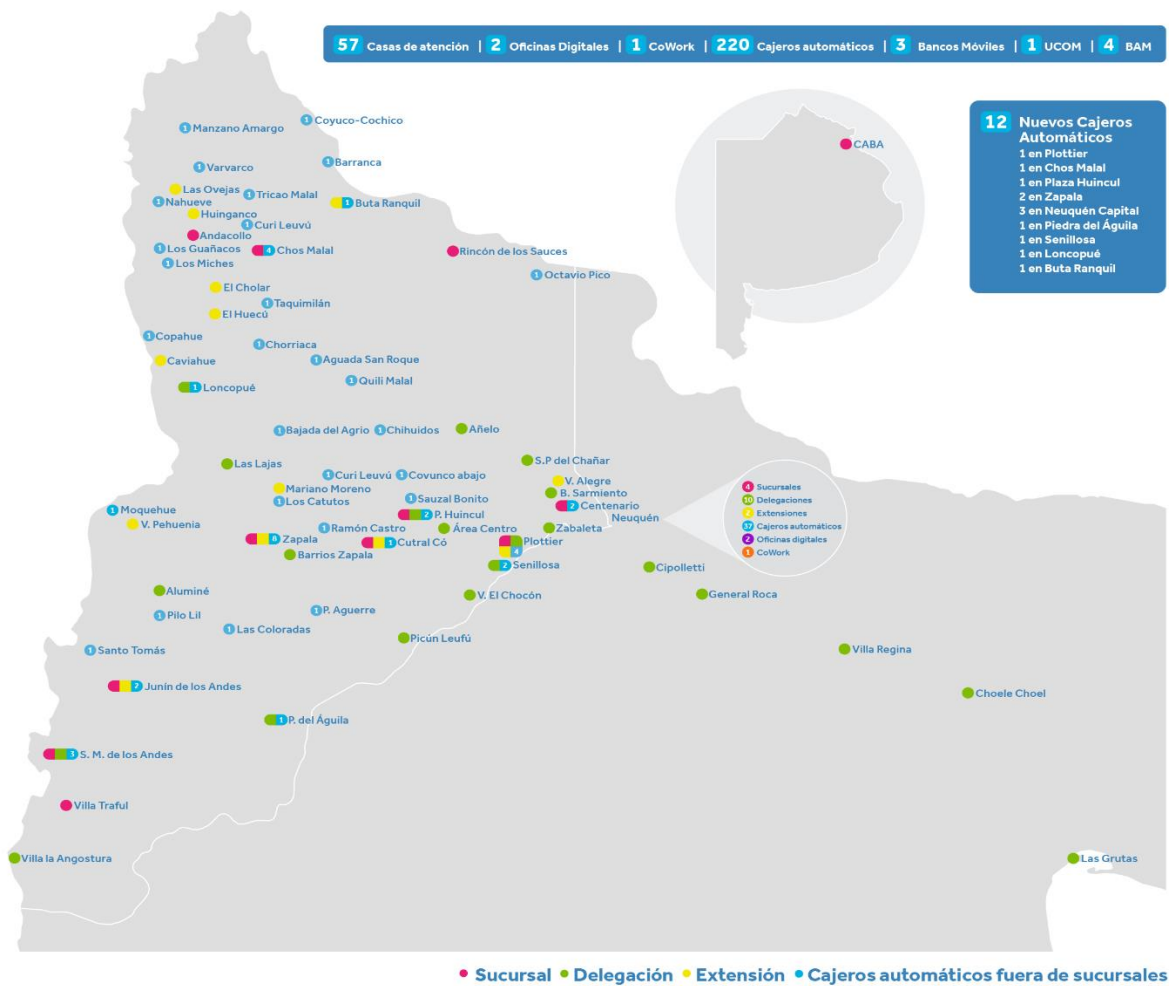 57 Casas de atención | 2 Oficinas Digitales | 1 CoWork | 220 Cajeros automáticos | 3 Bancos Móviles | 1 UCOM | 4 BAM
12 Nuevos Cajeros
Automáticos
1 en Plottier
1 en Chos Malal
1 en Plaza Huincul
2 en Zapala
3 en Neuquén Capital
1 en Piedra del Águila
1 en Senillosa
1 en Loncopué
1 en Buta Ranquil
CABA
1 Coyuco-Cochico
1 Manzano Amargo
1 Barranca
1 Varvarco
Las Ovejas
1 Tricao Malal
1 Nahueve
1 Buta Ranquil
Huinganco
1 Curi Leuvú
Andacollo
1 Los Guañacos
4 Chos Malal
Rincón de los Sauces
1 Los Miches
1 Octavio Pico
El Cholar
1 Taquimilán
El Huecú
1 Copahue
1 Chorriaca
Caviahue
1 Aguada San Roque
1 Quili Malal
1 Loncopué
1 Bajada del Agrio
1 Chihuidos
Añelo
Las Lajas
S.P del Chañar
1 Curi Leuvú
1 Covunco abajo
V. Alegre
Mariano Moreno
B. Sarmiento
1 Los Catutos
1 Sauzal Bonito
2 Centenario
1 Moquehue
2 P. Huincul
Neuquén
V. Pehuenia
1 Ramón Castro
Área Centro
Zabaleta
8 Zapala
1 Cutral Có
Plottier
4
Barrios Zapala
2 Senillosa
4 Sucursales
10 Delegaciones
2 Extensiones
37 Cajeros automáticos
2 Oficinas digitales
1 CoWork
Cipolletti
Aluminé
V. El Chocón
General Roca
1 Pilo Lil
1 P. Aguerre
1 Las Coloradas
Picún Leufú
1 Santo Tomás
Villa Regina
2 Junín de los Andes
Choele Choel
1 P. del Águila
3 S. M. de los Andes
Villa Traful
Villa la Angostura
Las Grutas
Sucursal
Delegación
Extensión
Cajeros automáticos fuera de sucursales